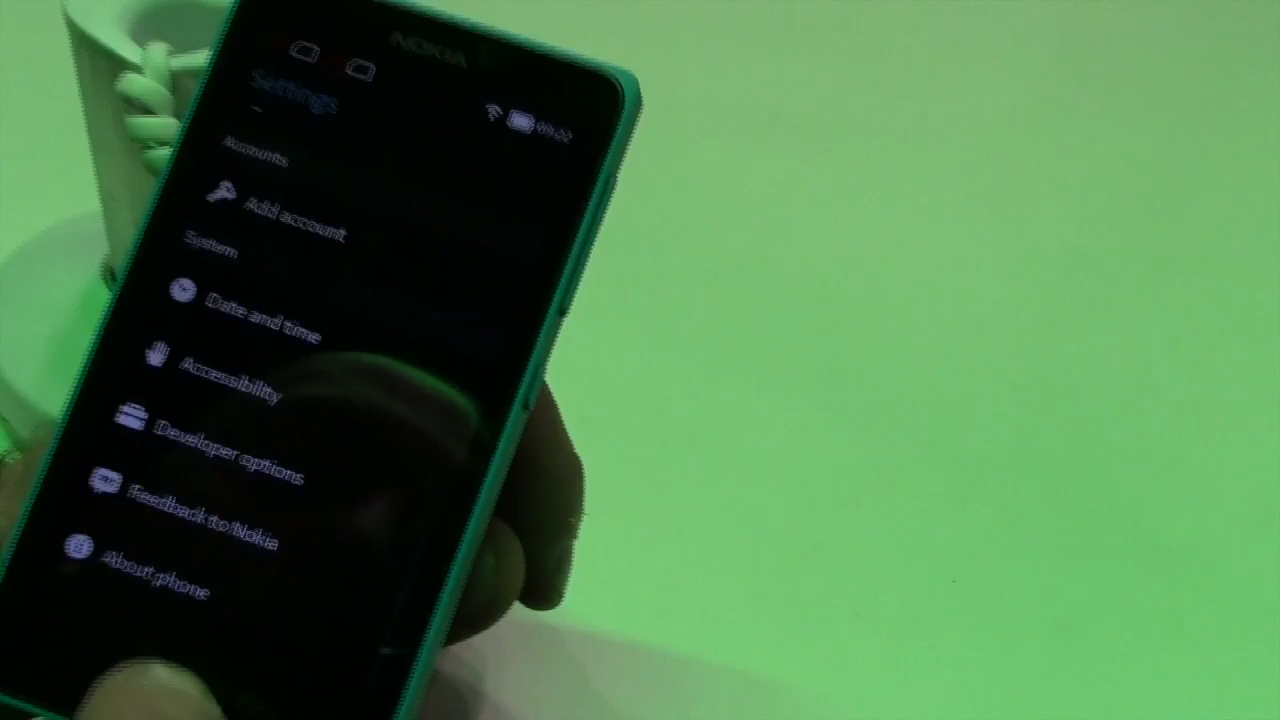 NOKIA
Settings
Accounts
Add account
System
Date and time
Accessibility
Developer options
Feedback to Nokia
About phone